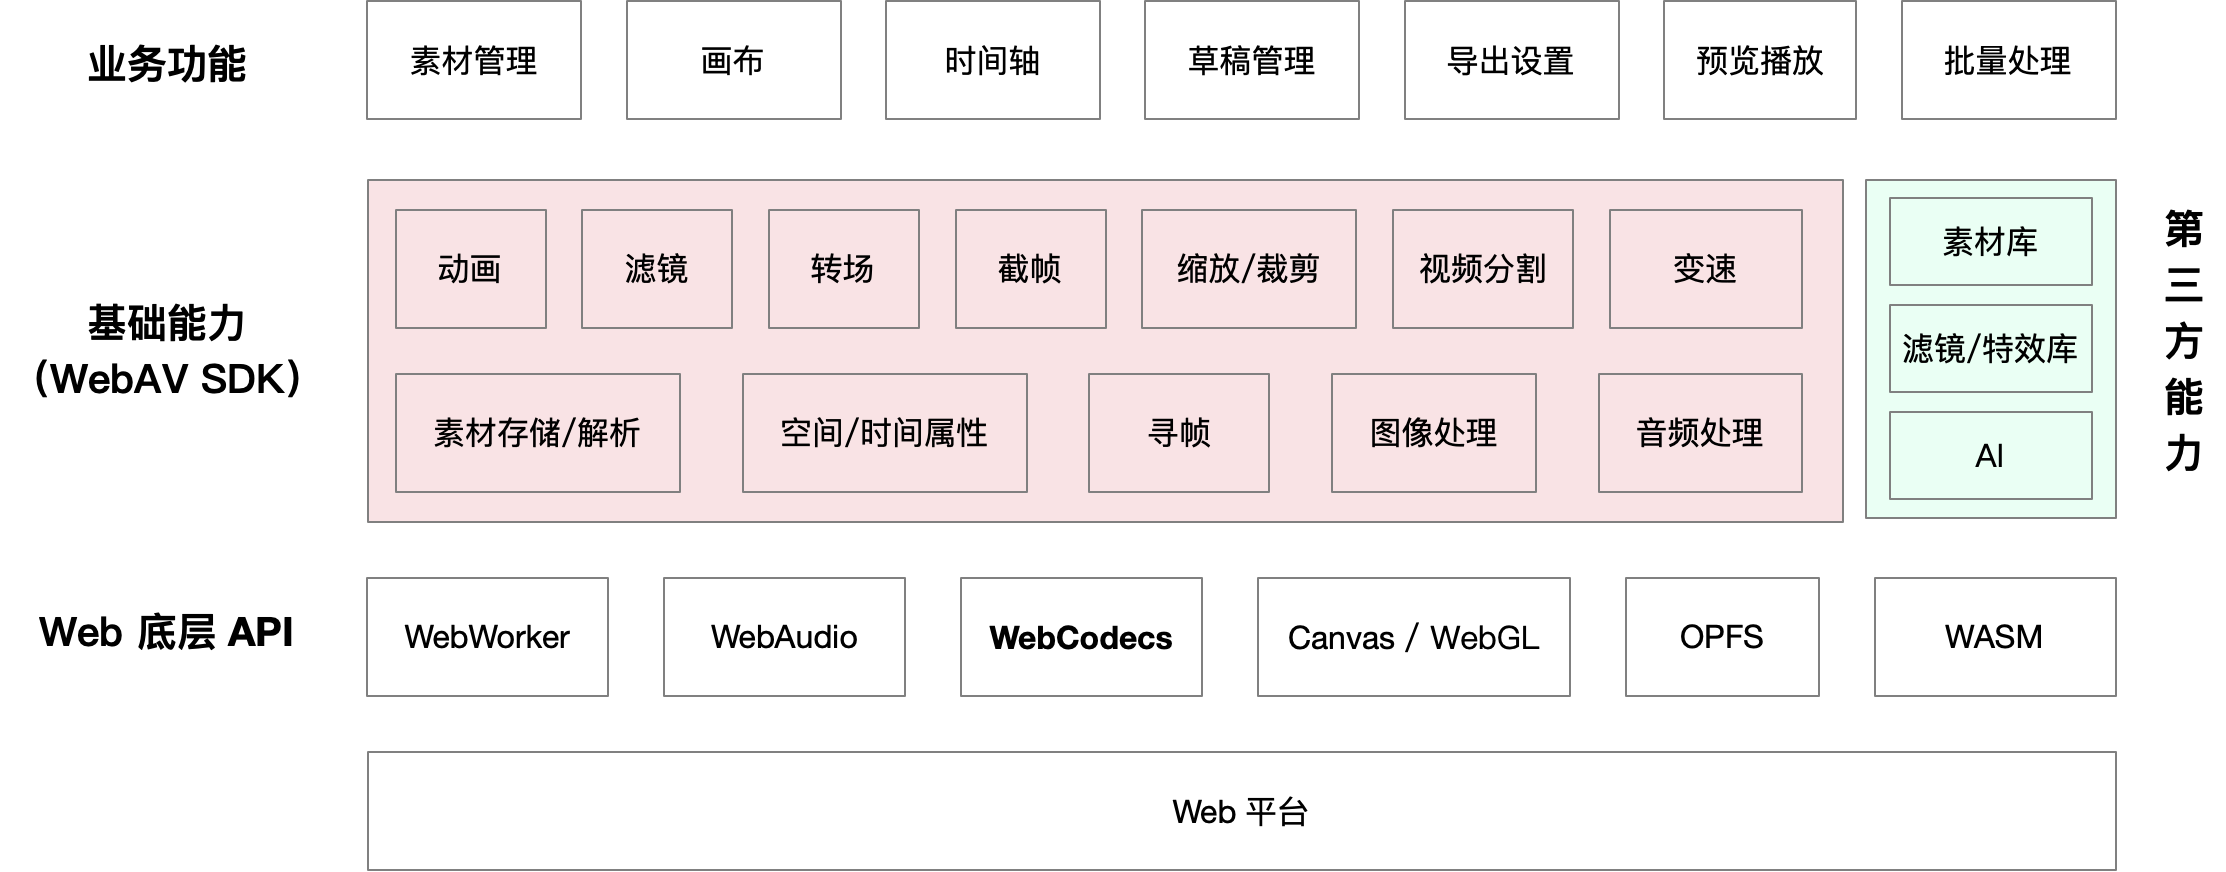 业务功能
素材管理
画布
时间轴
草稿管理
导出设置
预览播放
批量处理
基础能力
（WebAV SDK）
动画
滤镜
转场
截帧
缩放/裁剪
视频分割
变速
素材存储/解析
空间/时间属性
寻帧
图像处理
音频处理
素材库
滤镜/特效库
AI
第
三
方
能
力
Web 底层 API
WebWorker
WebAudio
WebCodecs
Canvas / WebGL
OPFS
WASM
Web 平台